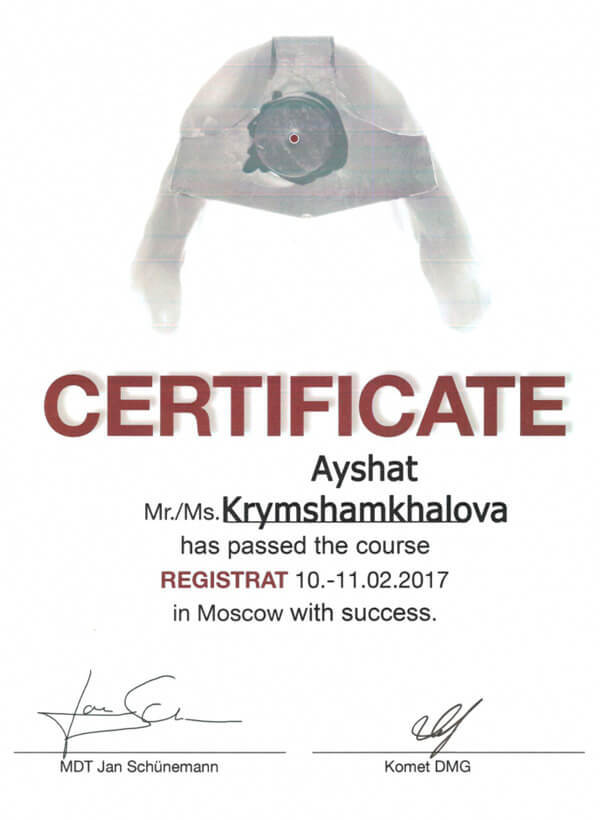 CERTIFICATE
Ayshat
Mr./Ms. Krymshamkhalova
has passed the course
REGISTRAT 10.-11.02.2017
in Moscow with success.
MDT Jan Schünemann
Komet DMG